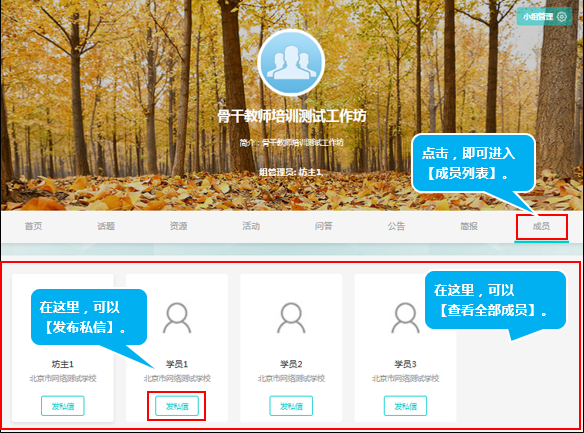 小组管理
骨干教师培训测试工作坊
简介：骨干教师培训测试工作坊
组管理员: 坊主1,
点击，即可进入
【成员列表】。
首页 话题 资源 活动 问答 公告 简报 成员
在这里，可以
【发布私信】。
在这里，可以
【查看全部成员】。
坊主1 学员1 学员2 学员3
北京市网络测试学校 北京市网络测试学校 北京市网络测试学校 北京市网络测试学校
发私信 发私信 发私信 发私信